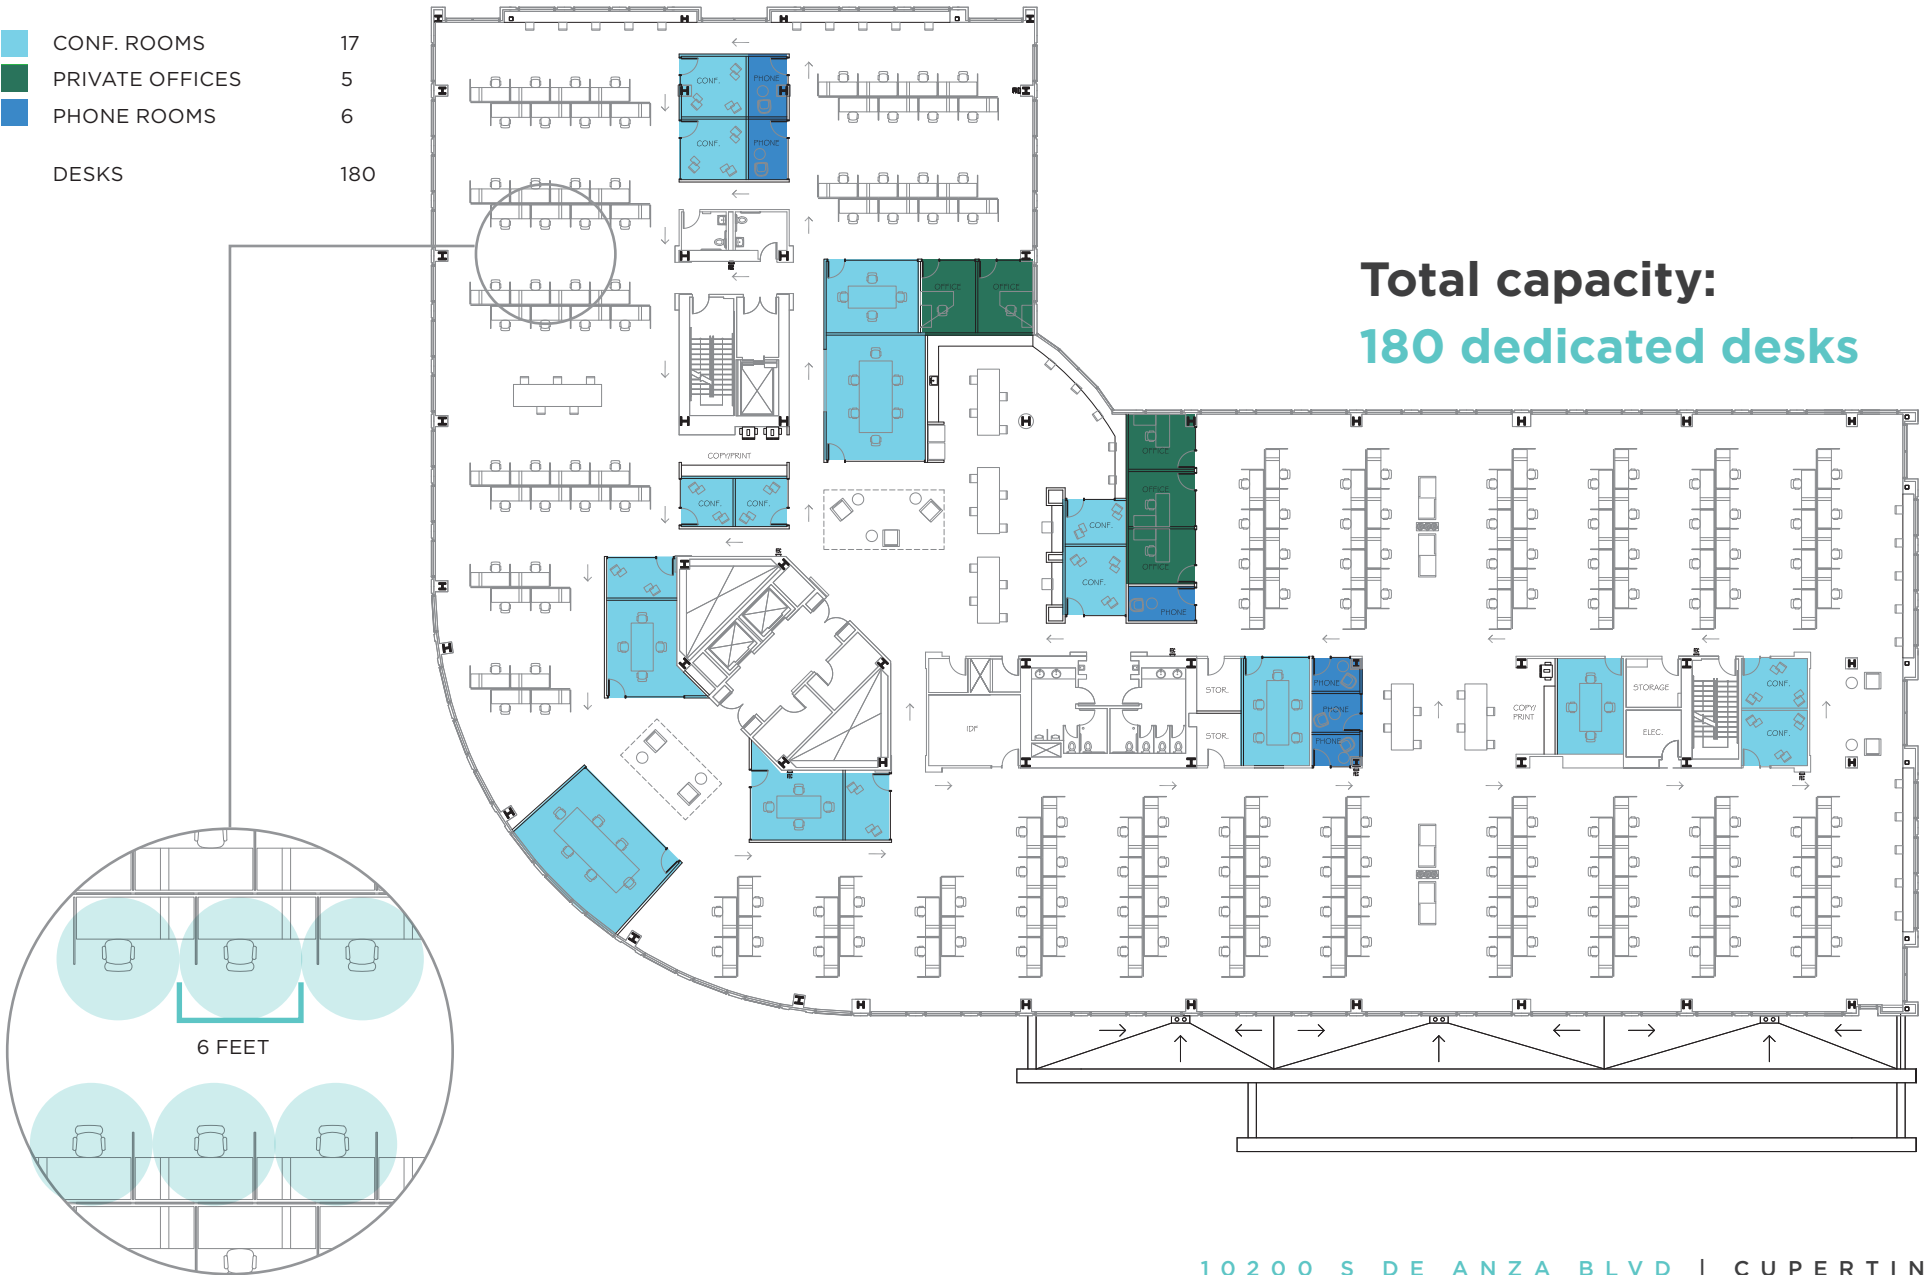 CONF. ROOMS 17
PRIVATE OFFICES 5
PHONE ROOMS 6
DESKS 180
Total capacity:
180 dedicated desks
CONF.
PHONE
CONF.
PHONE
OFFICE
OFFICE
COPY/PRINT
CONF.
CONF.
OFFICE
OFFICE
OFFICE
CONF.
CONF.
PHONE
IDF
STOR.
STOR.
PHONE
PHONE
PHONE
COPY/
PRINT
STORAGE
ELEC.
CONF.
CONF.
6 FEET
10200 S DE ANZA BLVD | CUPERTIN